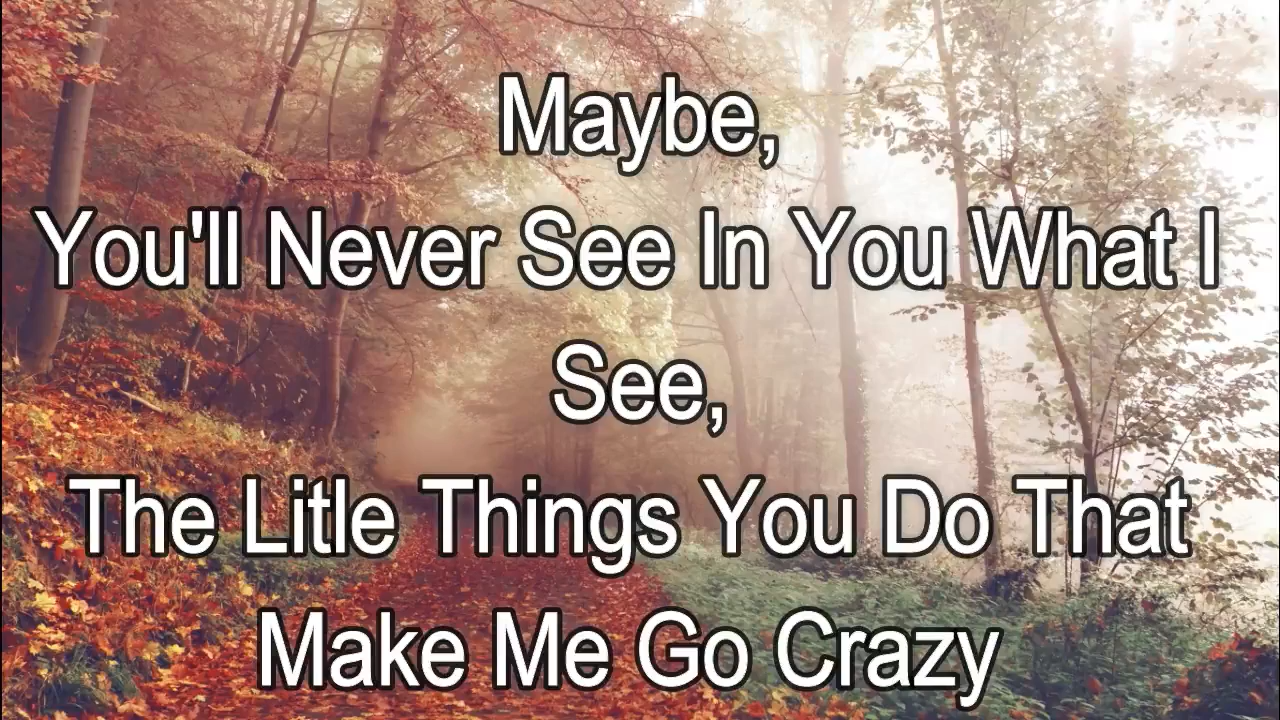 Maybe,
You'll Never See In You What I
See,
The Litle Things You Do That
Make Me Go Crazy